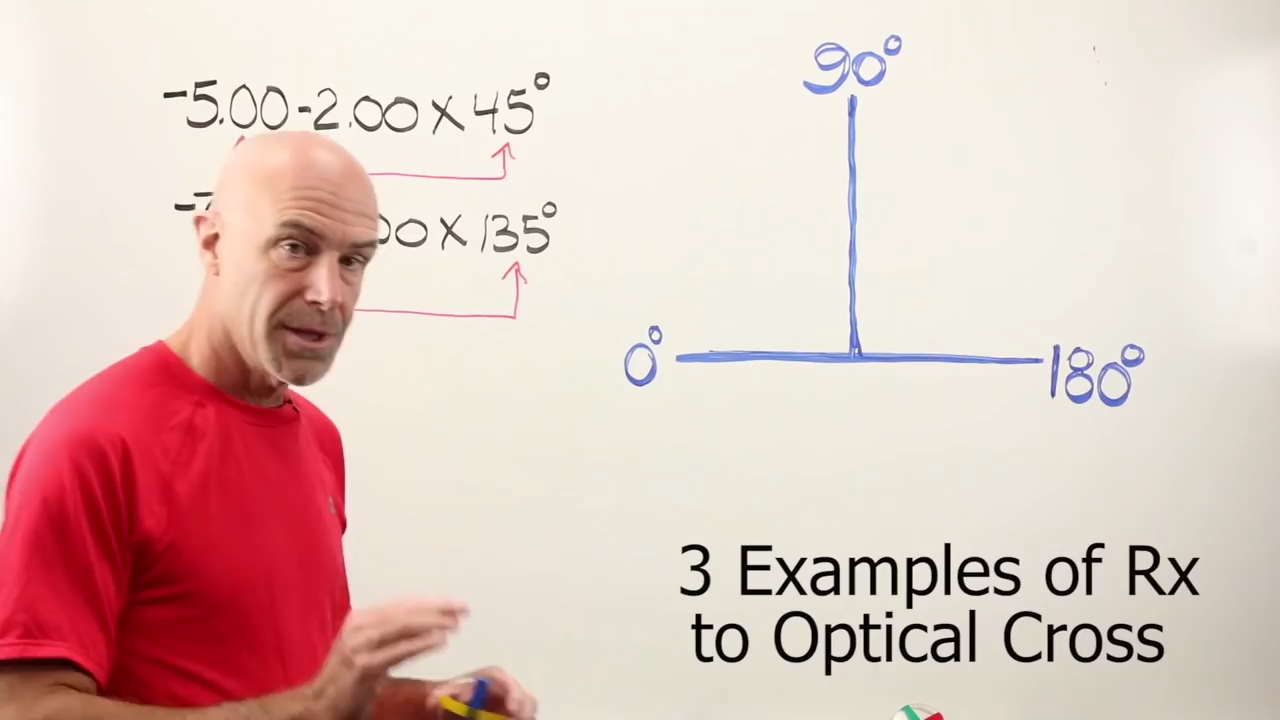 -5.00 -2.00 X 45°
00 X 135°
90°
0°
180°
3 Examples of Rx
to Optical Cross